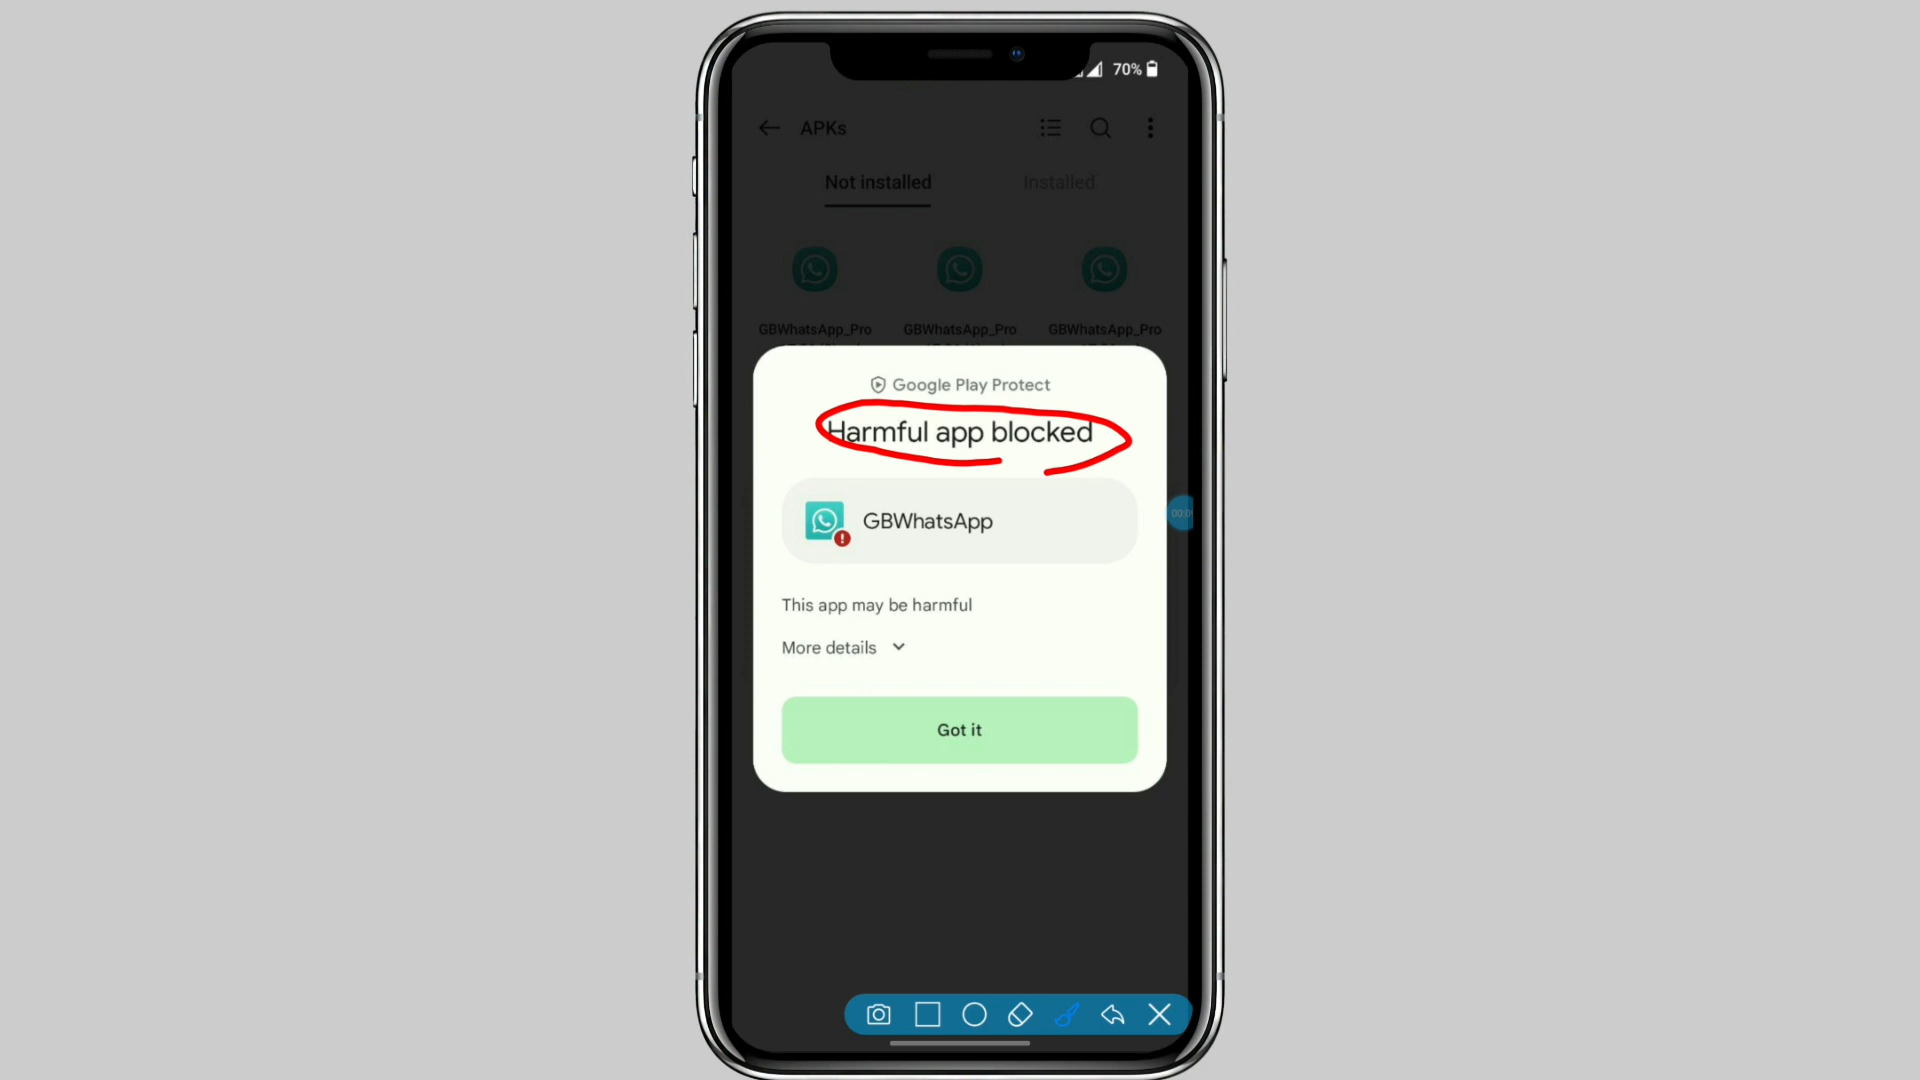 70%
APKs
Not installed Installed
GBWhatsApp_Pro GBWhatsApp_Pro GBWhatsApp_Pro
Google Play Protect
Harmful app blocked
GBWhatsApp
This app may be harmful
More details
Got it